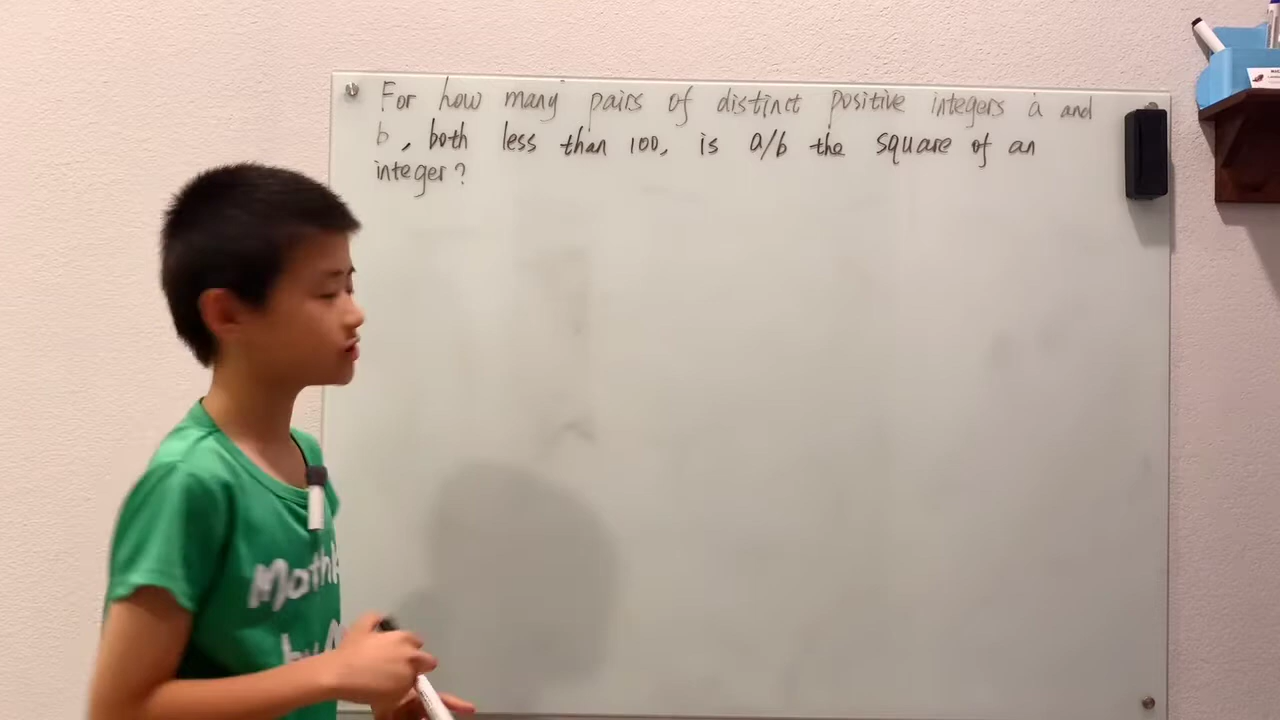 For how many pairs of distinct positive integers a and
b, both less than 100, is a/b the square of an
integer?